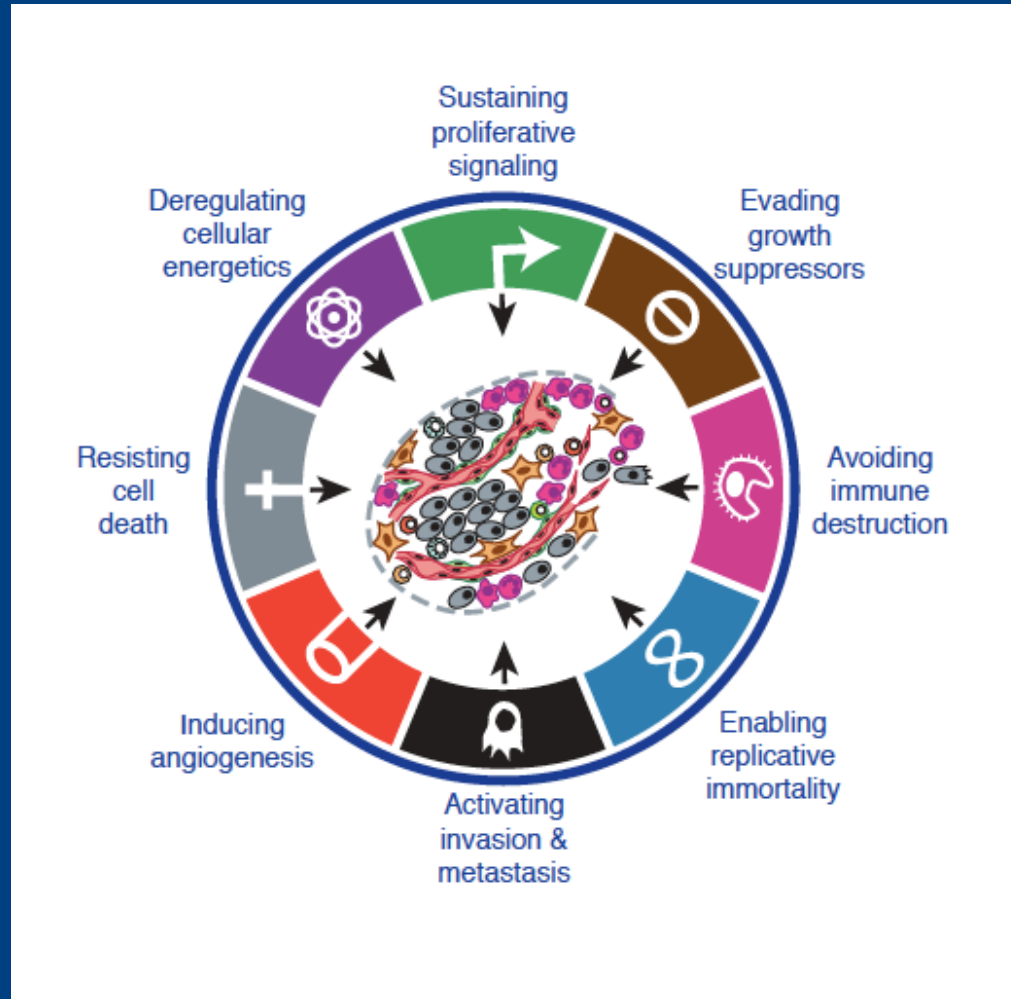 Sustaining
proliferative
signaling
Evading
growth
suppressors
Avoiding
immune
destruction
Enabling
replicative
immortality
Activating
invasion &
metastasis
Inducing
angiogenesis
Resisting
cell
death
Deregulating
cellular
energetics